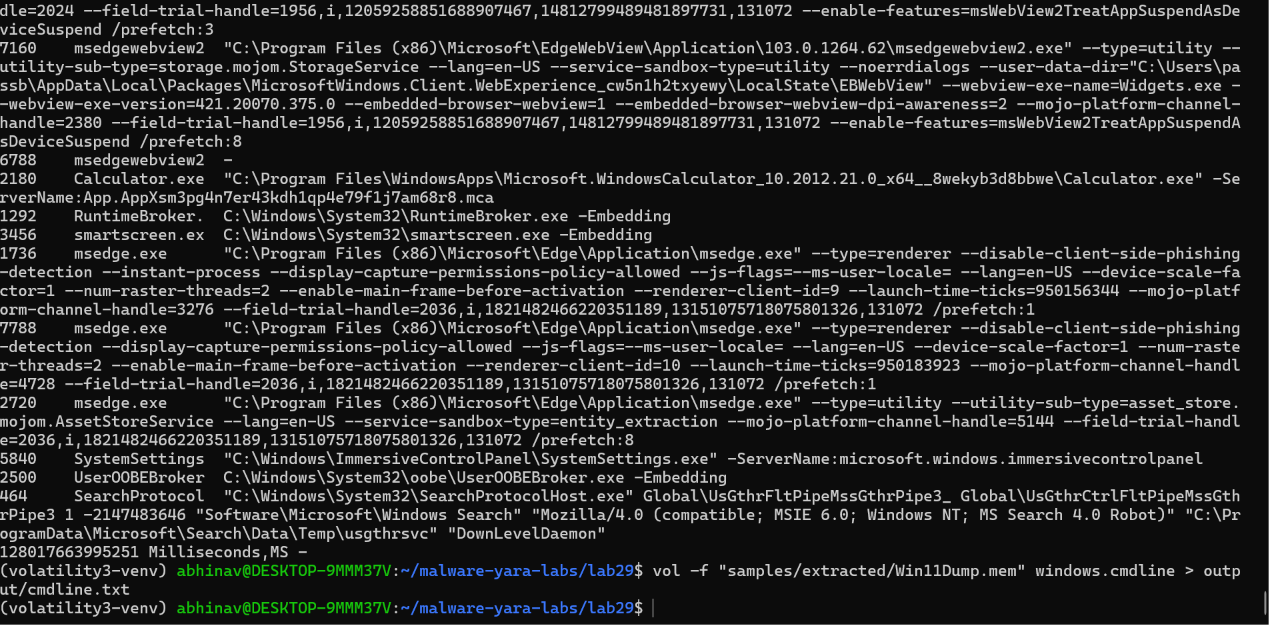 dle=2024 --field-trial-handle=1956,i,12059258851688907467,14812799489481897731,131072 --enable-features=msWebView2TreatAppSuspendAsDe
viceSuspend /prefetch:3
7160    msedgewebview2  "C:\Program Files (x86)\Microsoft\EdgeWebView\Application\103.0.1264.62\msedgewebview2.exe" --type=utility --
utility-sub-type=storage.mojom.StorageService --lang=en-US --service-sandbox-type=utility --noerrdialogs --user-data-dir="C:\Users\pa
ssb\AppData\Local\Packages\MicrosoftWindows.Client.WebExperience_cw5n1h2txyewy\LocalState\EBWebView" --webview-exe-name=Widgets.exe -
-webview-exe-version=421.20070.375.0 --embedded-browser-webview=1 --embedded-browser-webview-dpi-awareness=2 --mojo-platform-channel-
handle=2380 --field-trial-handle=1956,i,12059258851688907467,14812799489481897731,131072 --enable-features=msWebView2TreatAppSuspendA
sDeviceSuspend /prefetch:8
6788    msedgewebview2  -
2180    Calculator.exe  "C:\Program Files\WindowsApps\Microsoft.WindowsCalculator_10.2012.21.0_x64__8wekyb3d8bbwe\Calculator.exe" -Se
rverName:App.AppXsm3pg4n7er43kdh1qp4e79f1j7am68r8.mca
1292    RuntimeBroker.  C:\Windows\System32\RuntimeBroker.exe -Embedding
3456    smartscreen.ex  C:\Windows\System32\smartscreen.exe -Embedding
1736    msedge.exe      "C:\Program Files (x86)\Microsoft\Edge\Application\msedge.exe" --type=renderer --disable-client-side-phishing
-detection --instant-process --display-capture-permissions-policy-allowed --js-flags=--ms-user-locale= --lang=en-US --device-scale-fa
ctor=1 --num-raster-threads=2 --enable-main-frame-before-activation --renderer-client-id=9 --launch-time-ticks=950156344 --mojo-platf
orm-channel-handle=3276 --field-trial-handle=2036,i,1821482466220351189,13151075718075801326,131072 /prefetch:1
7788    msedge.exe      "C:\Program Files (x86)\Microsoft\Edge\Application\msedge.exe" --type=renderer --disable-client-side-phishing
-detection --display-capture-permissions-policy-allowed --js-flags=--ms-user-locale= --lang=en-US --device-scale-factor=1 --num-raste
r-threads=2 --enable-main-frame-before-activation --renderer-client-id=10 --launch-time-ticks=950183923 --mojo-platform-channel-handl
e=4728 --field-trial-handle=2036,i,1821482466220351189,13151075718075801326,131072 /prefetch:1
2720    msedge.exe      "C:\Program Files (x86)\Microsoft\Edge\Application\msedge.exe" --type=utility --utility-sub-type=asset_store.
mojom.AssetStoreService --lang=en-US --service-sandbox-type=entity_extraction --mojo-platform-channel-handle=5144 --field-trial-handl
e=2036,i,1821482466220351189,13151075718075801326,131072 /prefetch:8
5840    SystemSettings  "C:\Windows\ImmersiveControlPanel\SystemSettings.exe" -ServerName:microsoft.windows.immersivecontrolpanel
2500    UserOOBEBroker  C:\Windows\System32\oobe\UserOOBEBroker.exe -Embedding
464     SearchProtocol  "C:\Windows\System32\SearchProtocolHost.exe" Global\UsGthrFltPipeMssGthrPipe3_ Global\UsGthrCtrlFltPipeMssGth
rPipe3 1 -2147483646 "Software\Microsoft\Windows Search" "Mozilla/4.0 (compatible; MSIE 6.0; Windows NT; MS Search 4.0 Robot)" "C:\Pr
ogramData\Microsoft\Search\Data\Temp\usgthrsvc" "DownLevelDaemon"
128017663995251 Milliseconds,MS -
(volatility3-venv) abhinav@DESKTOP-9MMM37V:~/malware-yara-labs/lab29$ vol -f "samples/extracted/Win11Dump.mem" windows.cmdline > outp
ut/cmdline.txt
(volatility3-venv) abhinav@DESKTOP-9MMM37V:~/malware-yara-labs/lab29$